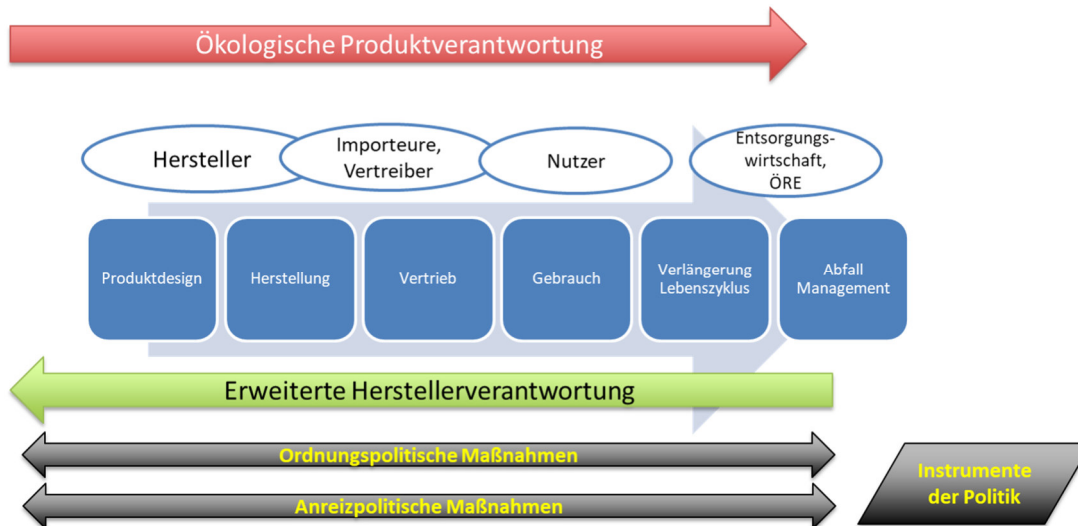 Ökologische Produktverantwortung
Hersteller
Importeure,
Vertreiber
Nutzer
Entsorgungs-
wirtschaft,
ÖRE
Produktdesign
Herstellung
Vertrieb
Gebrauch
Verlängerung
Lebenszyklus
Abfall
Management
Erweiterte Herstellerverantwortung
Ordnungspolitische Maßnahmen
Anreizpolitische Maßnahmen
Instrumente
der Politik